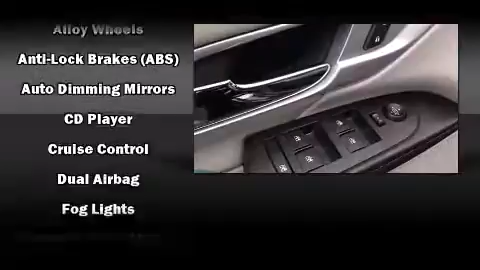 Alloy Wheels
Anti-Lock Brakes (ABS)
Auto Dimming Mirrors
CD Player
Cruise Control
Dual Airbag
Fog Lights